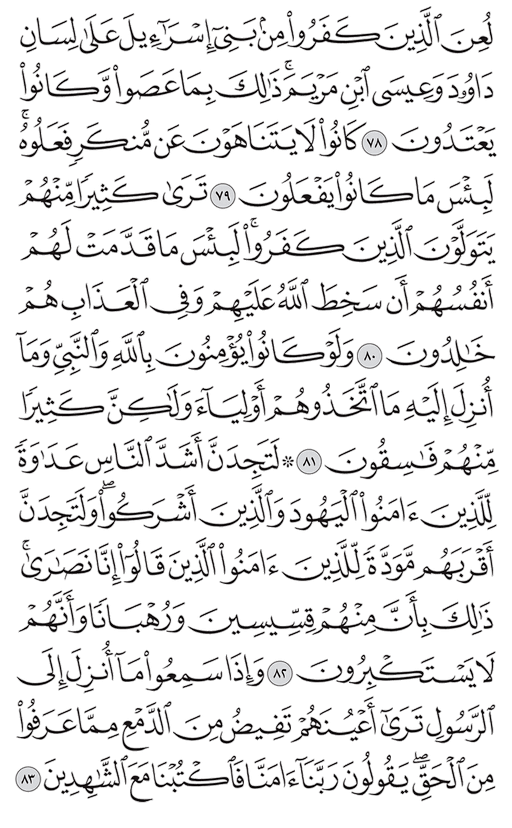 لُعِنَ ٱلَّذِينَ كَفَرُواْ مِنۢ بَنِيٓ إِسۡرَٰٓءِيلَ عَلَىٰ لِسَانِ
دَاوُۥدَ وَعِيسَى ٱبۡنِ مَرۡيَمَۚ ذَٰلِكَ بِمَا عَصَواْ وَّكَانُواْ
يَعۡتَدُونَ ٧٨ كَانُواْ لَا يَتَنَاهَوۡنَ عَن مُّنكَرٖ فَعَلُوهُۚ
لَبِئۡسَ مَا كَانُواْ يَفۡعَلُونَ ٧٩ تَرَىٰ كَثِيرٗا مِّنۡهُمۡ
يَتَوَلَّوۡنَ ٱلَّذِينَ كَفَرُواْۚ لَبِئۡسَ مَا قَدَّمَتۡ لَهُمۡ
أَنفُسُهُمۡ أَن سَخِطَ ٱللَّهُ عَلَيۡهِمۡ وَفِي ٱلۡعَذَابِ هُمۡ
خَٰلِدُونَ ٨٠ وَلَوۡ كَانُواْ يُؤۡمِنُونَ بِٱللَّهِ وَٱلنَّبِيِّ وَمَآ
أُنزِلَ إِلَيۡهِ مَا ٱتَّخَذُوهُمۡ أَوۡلِيَآءَ وَلَٰكِنَّ كَثِيرٗا
مِّنۡهُمۡ فَٰسِقُونَ ٨١ ۞ لَتَجِدَنَّ أَشَدَّ ٱلنَّاسِ عَدَٰوَةٗ
لِّلَّذِينَ ءَامَنُواْ ٱلۡيَهُودَ وَٱلَّذِينَ أَشۡرَكُواْۖ وَلَتَجِدَنَّ
أَقۡرَبَهُم مَّوَدَّةٗ لِّلَّذِينَ ءَامَنُواْ ٱلَّذِينَ قَالُوٓاْ إِنَّا نَصَٰرَىٰۚ
ذَٰلِكَ بِأَنَّ مِنۡهُمۡ قِسِّيسِينَ وَرُهۡبَانٗا وَأَنَّهُمۡ
لَا يَسۡتَكۡبِرُونَ ٨٢ وَإِذَا سَمِعُواْ مَآ أُنزِلَ إِلَى
ٱلرَّسُولِ تَرَىٰٓ أَعۡيُنَهُمۡ تَفِيضُ مِنَ ٱلدَّمۡعِ مِمَّا عَرَفُواْ
مِنَ ٱلۡحَقِّۖ يَقُولُونَ رَبَّنَآ ءَامَنَّا فَٱكۡتُبۡنَا مَعَ ٱلشَّٰهِدِينَ ٨٣